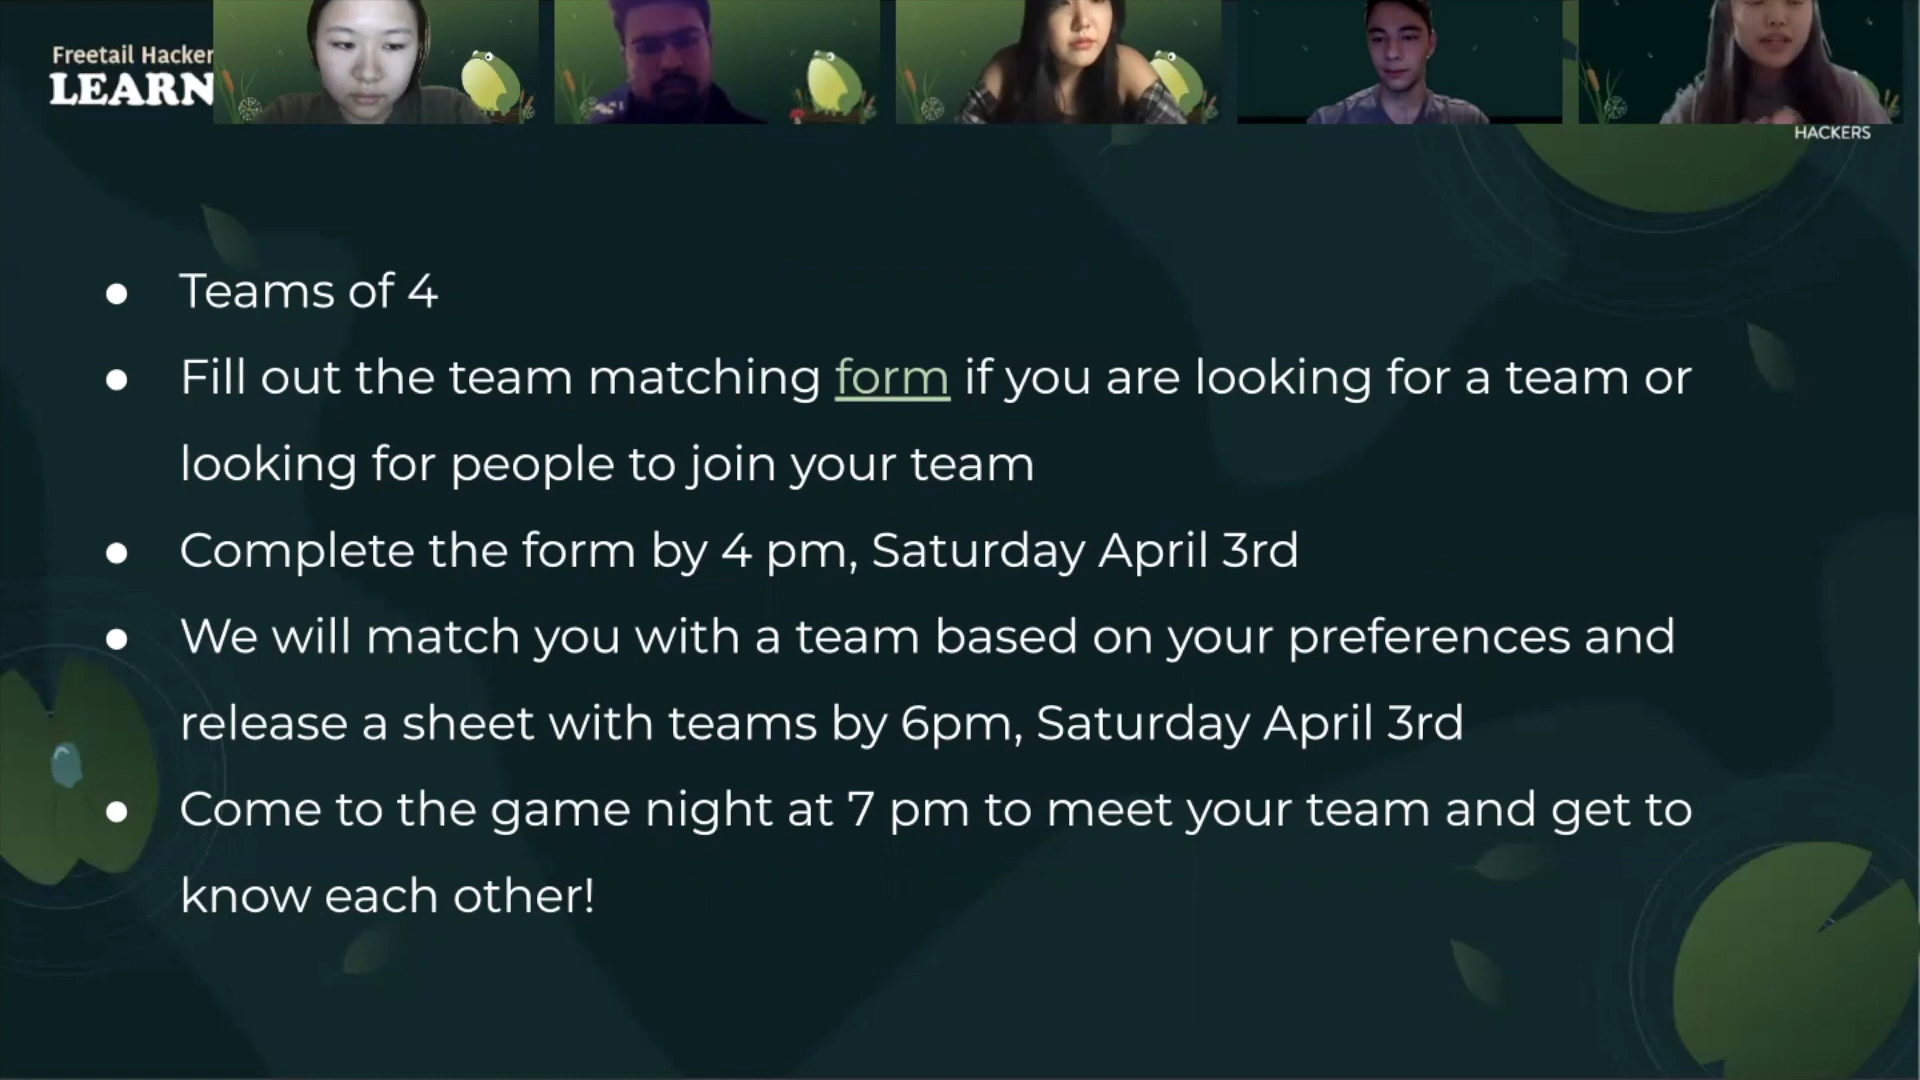 Freetail Hacker
LEARN
HACKERS
● Teams of 4
● Fill out the team matching form if you are looking for a team or
looking for people to join your team
● Complete the form by 4 pm, Saturday April 3rd
● We will match you with a team based on your preferences and
release a sheet with teams by 6pm, Saturday April 3rd
● Come to the game night at 7 pm to meet your team and get to
know each other!